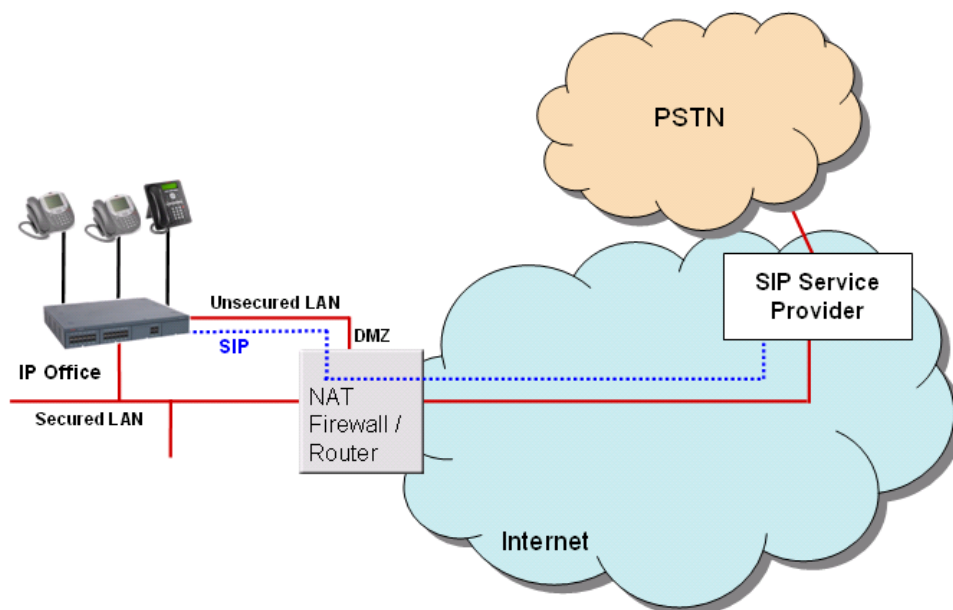 PSTN
SIP Service
Provider
Unsecured LAN
DMZ
SIP
IP Office
NAT
Firewall /
Router
Secured LAN
Internet